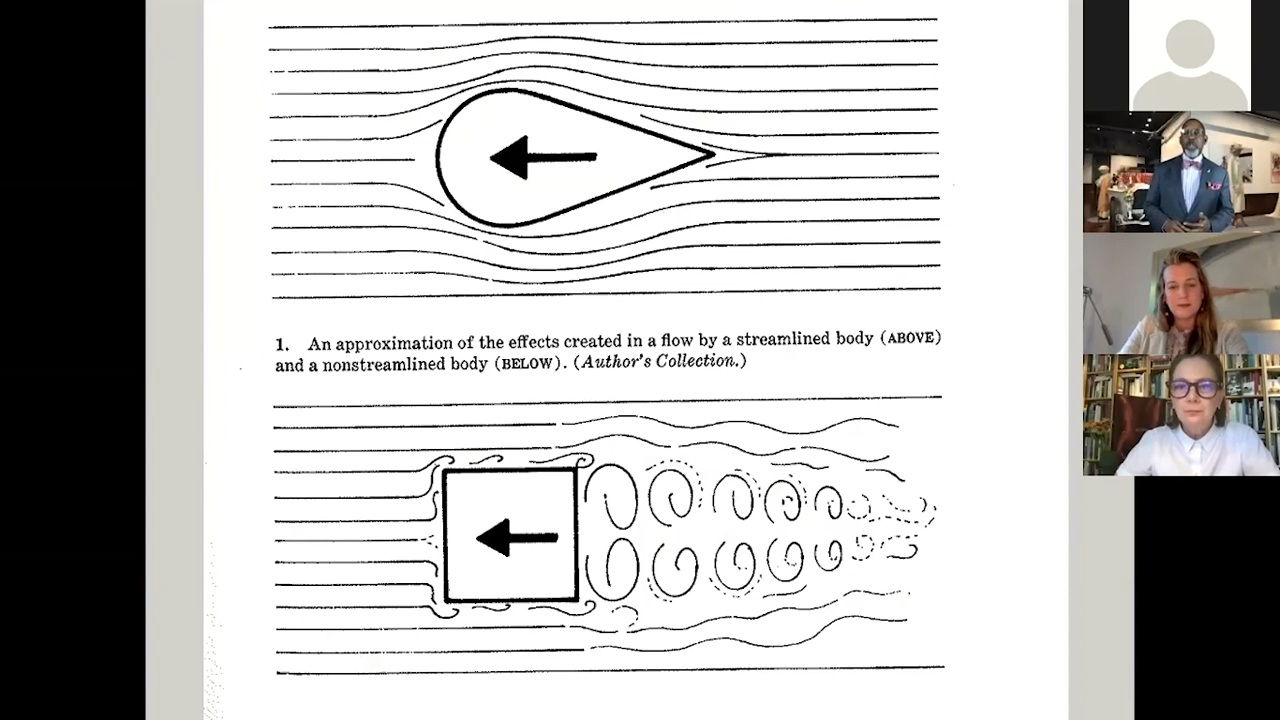 1. An approximation of the effects created in a flow by a streamlined body (ABOVE)
and a nonstreamlined body (BELOW). (Author's Collection.)